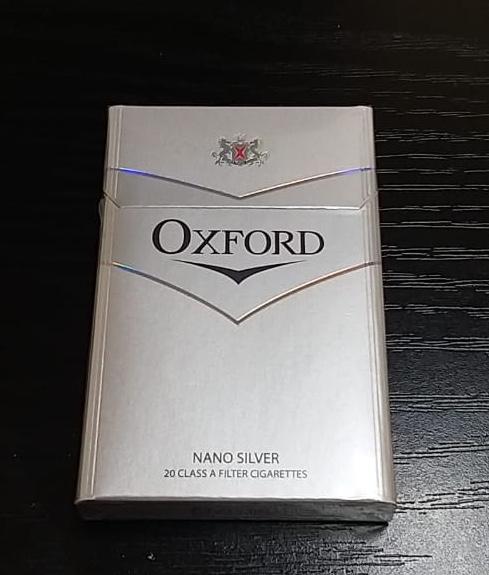 OXFORD
NANO SILVER
20 CLASS A FILTER CIGARETTES